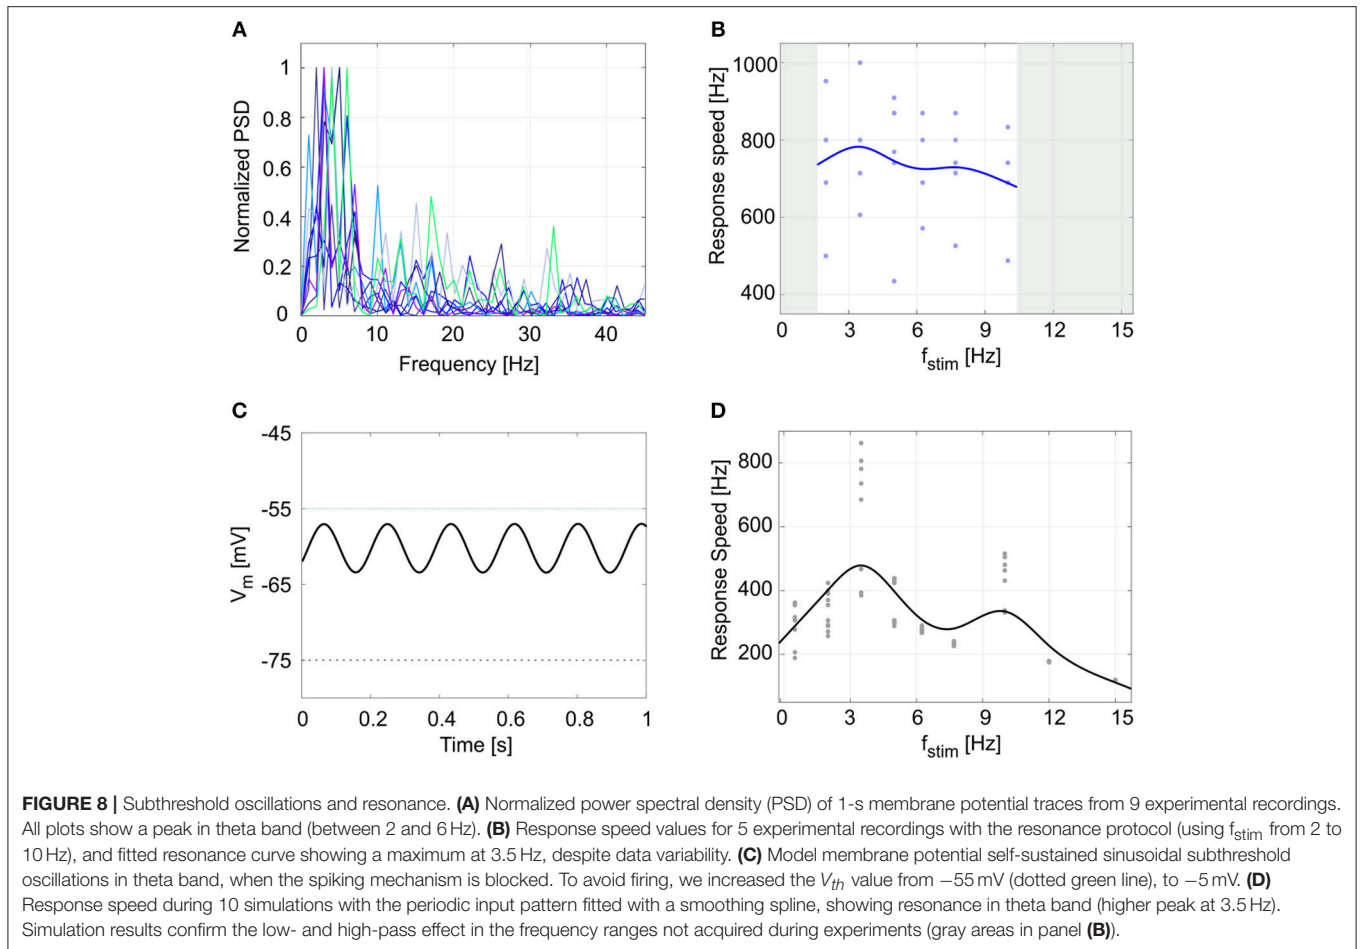 A
Normalized PSD
1
0.8
0.6
0.4
0.2
0
0 10 20 30 40
Frequency [Hz]
B
Response speed [Hz]
1000
800
600
400
0 3 6 9 12 15
f_stim [Hz]
C
V_m [mV]
-45
-55
-65
-75
0 0.2 0.4 0.6 0.8 1
Time [s]
D
Response Speed [Hz]
800
600
400
200
0 3 6 9 12 15
f_stim [Hz]
FIGURE 8 | Subthreshold oscillations and resonance. (A) Normalized power spectral density (PSD) of 1-s membrane potential traces from 9 experimental recordings.
All plots show a peak in theta band (between 2 and 6 Hz). (B) Response speed values for 5 experimental recordings with the resonance protocol (using f_stim from 2 to
10 Hz), and fitted resonance curve showing a maximum at 3.5 Hz, despite data variability. (C) Model membrane potential self-sustained sinusoidal subthreshold
oscillations in theta band, when the spiking mechanism is blocked. To avoid firing, we increased the V_th value from −55 mV (dotted green line), to −5 mV. (D)
Response speed during 10 simulations with the periodic input pattern fitted with a smoothing spline, showing resonance in theta band (higher peak at 3.5 Hz).
Simulation results confirm the low- and high-pass effect in the frequency ranges not acquired during experiments (gray areas in panel (B)).